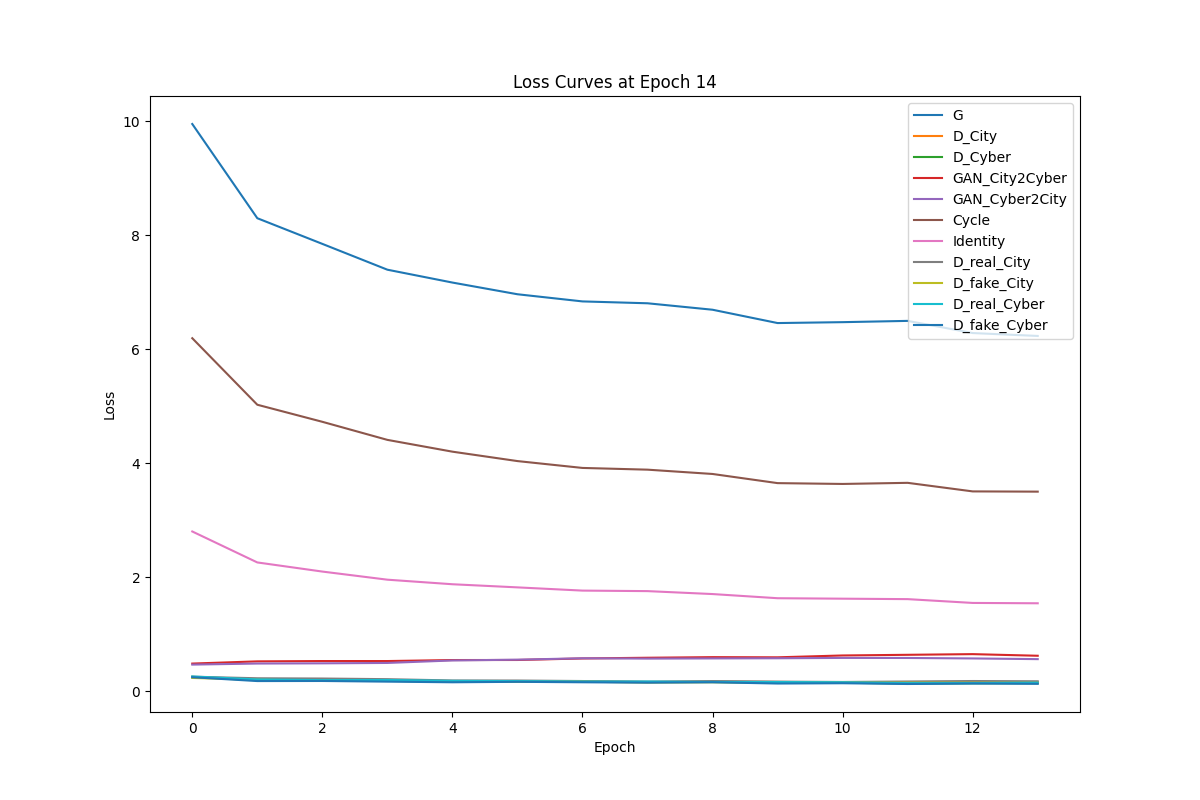 Loss Curves at Epoch 14
10
8
6
4
2
0
Loss
0 2 4 6 8 10 12
Epoch
G
D_City
D_Cyber
GAN_City2Cyber
GAN_Cyber2City
Cycle
Identity
D_real_City
D_fake_City
D_real_Cyber
D_fake_Cyber